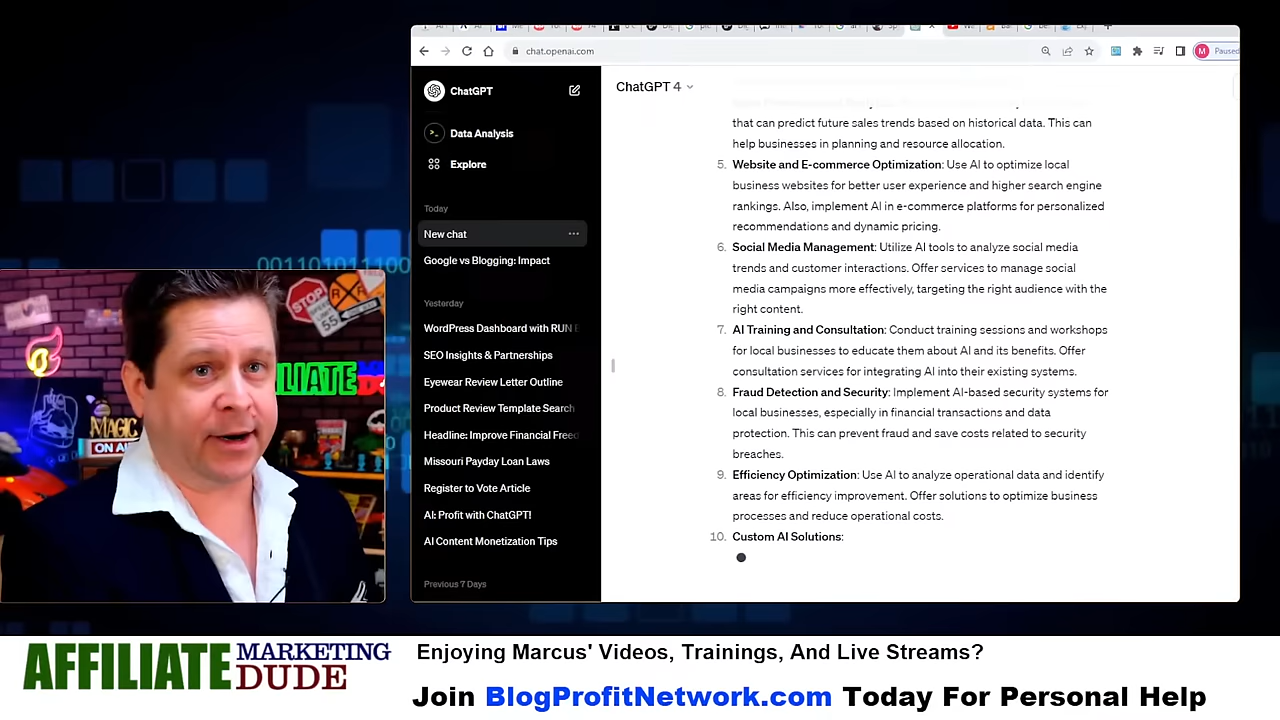 chat.openai.com
M
Paused
ChatGPT
Data Analysis
Explore
Today
New chat
Google vs Blogging: Impact
Yesterday
WordPress Dashboard with RUN E
SEO Insights & Partnerships
Eyewear Review Letter Outline
Product Review Template Search
Headline: Improve Financial Freed
Missouri Payday Loan Laws
Register to Vote Article
AI: Profit with ChatGPT!
AI Content Monetization Tips
Previous 7 Days
ChatGPT 4
that can predict future sales trends based on historical data. This can
help businesses in planning and resource allocation.
5. Website and E-commerce Optimization: Use AI to optimize local
business websites for better user experience and higher search engine
rankings. Also, implement AI in e-commerce platforms for personalized
recommendations and dynamic pricing.
6. Social Media Management: Utilize AI tools to analyze social media
trends and customer interactions. Offer services to manage social
media campaigns more effectively, targeting the right audience with the
right content.
7. AI Training and Consultation: Conduct training sessions and workshops
for local businesses to educate them about AI and its benefits. Offer
consultation services for integrating AI into their existing systems.
8. Fraud Detection and Security: Implement AI-based security systems for
local businesses, especially in financial transactions and data
protection. This can prevent fraud and save costs related to security
breaches.
9. Efficiency Optimization: Use AI to analyze operational data and identify
areas for efficiency improvement. Offer solutions to optimize business
processes and reduce operational costs.
10. Custom AI Solutions:
001101011100
STOP
55
ILIATE
MAGIC
ON A
AFFILIATE MARKETING
DUDE
Enjoying Marcus' Videos, Trainings, And Live Streams?
Join BlogProfitNetwork.com Today For Personal Help